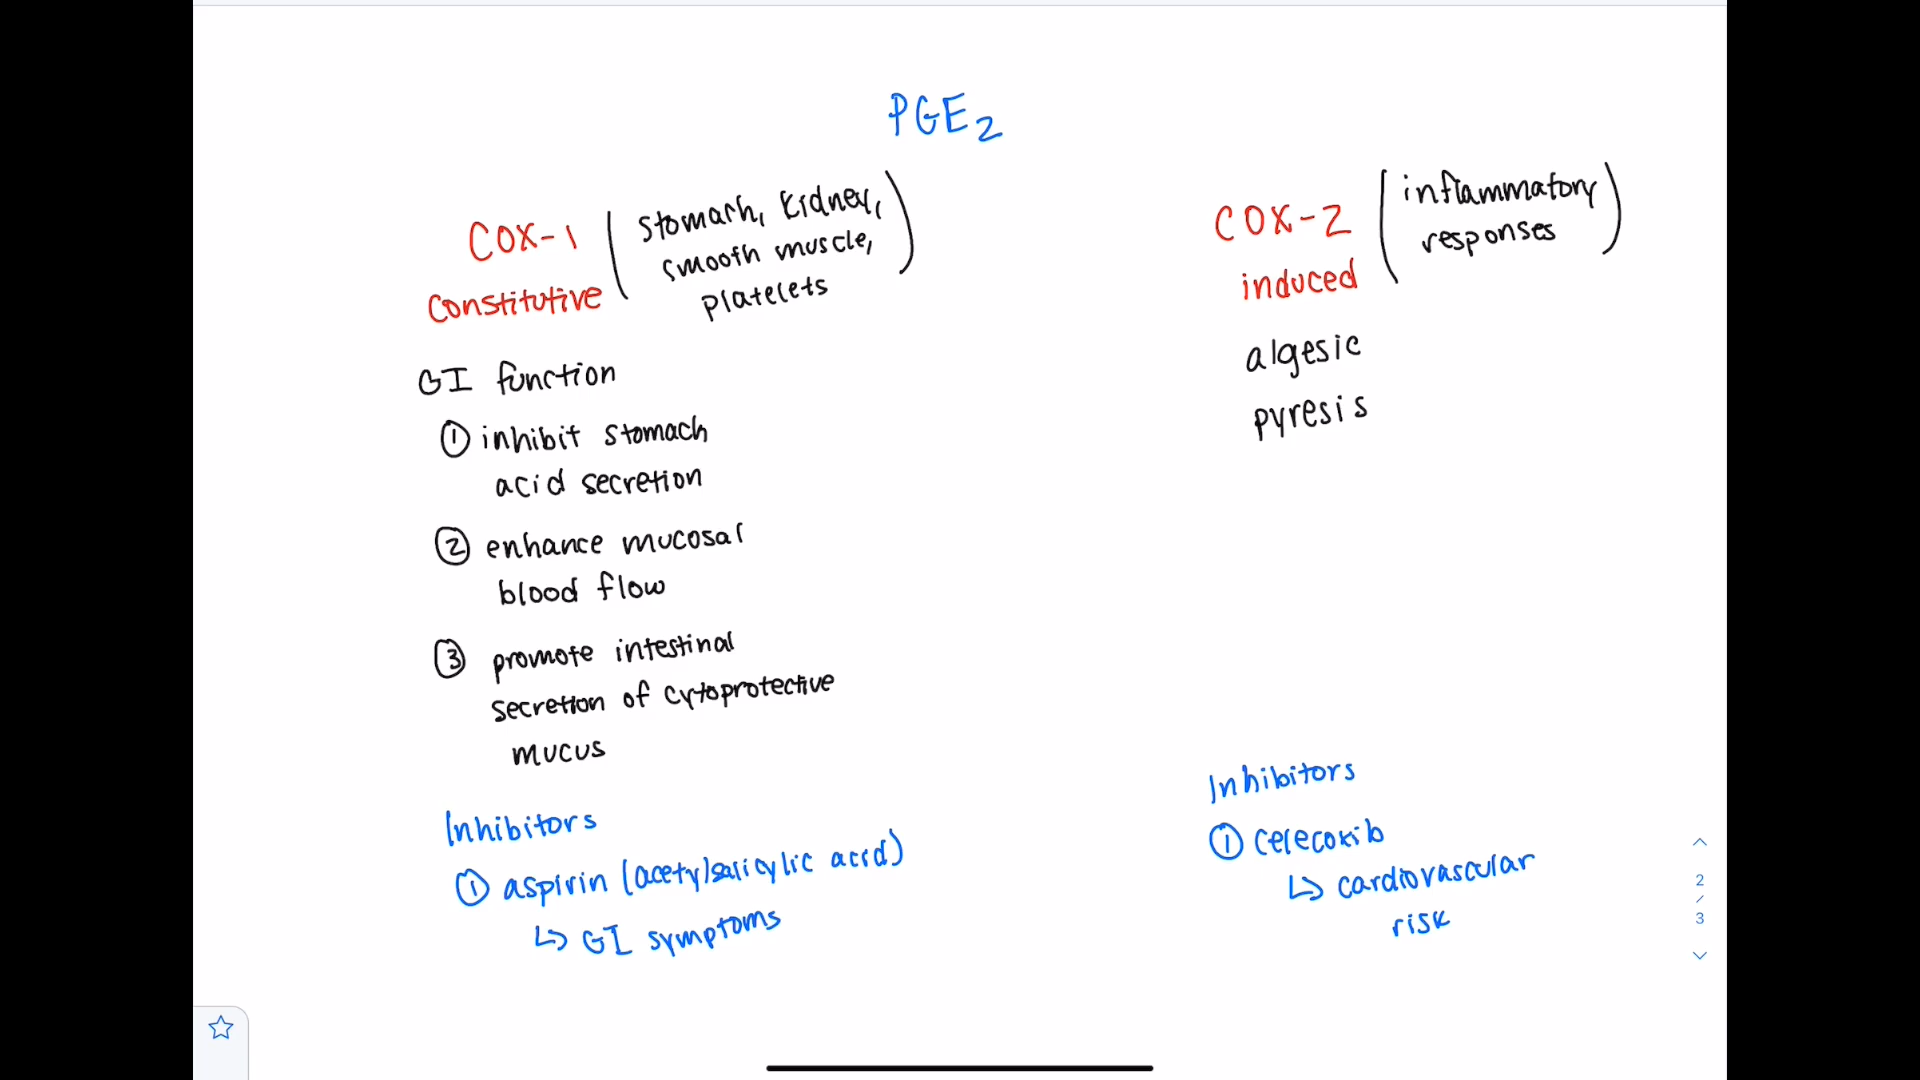 PGE2
COX-1 (stomach, kidney,
smooth muscle,
platelets)
constitutive
GI function
① inhibit stomach
acid secretion
② enhance mucosal
blood flow
③ promote intestinal
secretion of cytoprotective
mucus
Inhibitors
① aspirin (acetylsalicylic acid)
↳ GI symptoms
COX-2 (inflammatory
responses)
induced
algesic
pyresis
Inhibitors
① celecoxib
↳ cardiovascular
risk
2
/
3